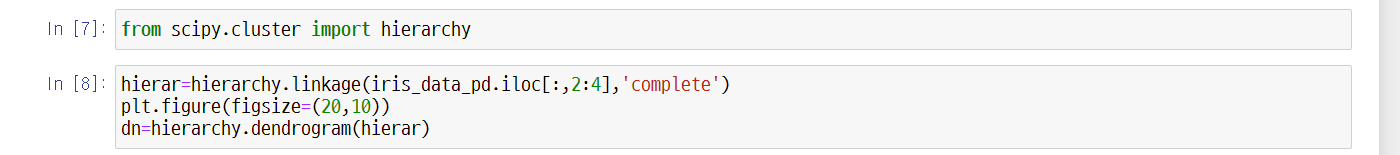 In [7]: from scipy.cluster import hierarchy
In [8]: hierar=hierarchy.linkage(iris_data_pd.iloc[:,2:4],'complete')
plt.figure(figsize=(20,10))
dn=hierarchy.dendrogram(hierar)